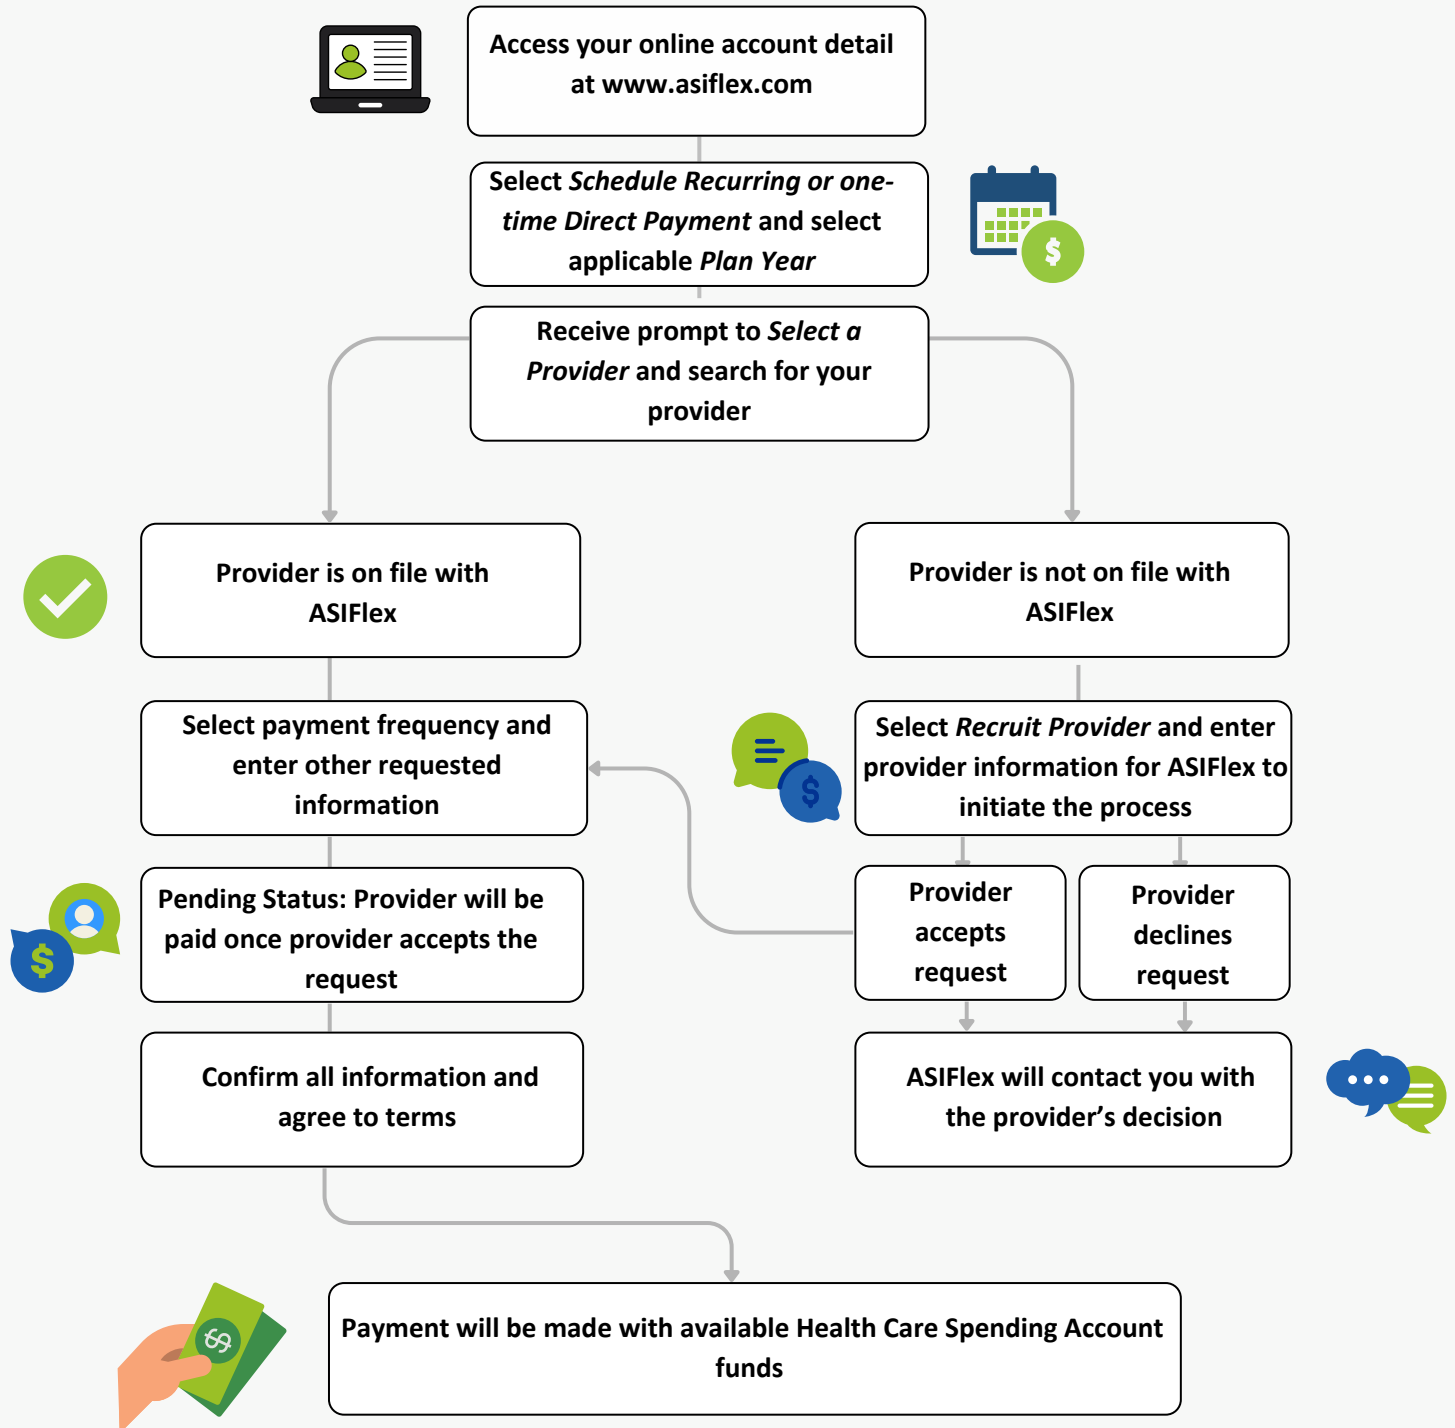 Access your online account detail
at www.asiflex.com
Select Schedule Recurring or one-
time Direct Payment and select
applicable Plan Year
Receive prompt to Select a
Provider and search for your
provider
Provider is on file with
ASIFlex
Provider is not on file with
ASIFlex
Select payment frequency and
enter other requested
information
Select Recruit Provider and enter
provider information for ASIFlex to
initiate the process
Pending Status: Provider will be
paid once provider accepts the
request
Provider
accepts
request
Provider
declines
request
Confirm all information and
agree to terms
ASIFlex will contact you with
the provider’s decision
Payment will be made with available Health Care Spending Account
funds